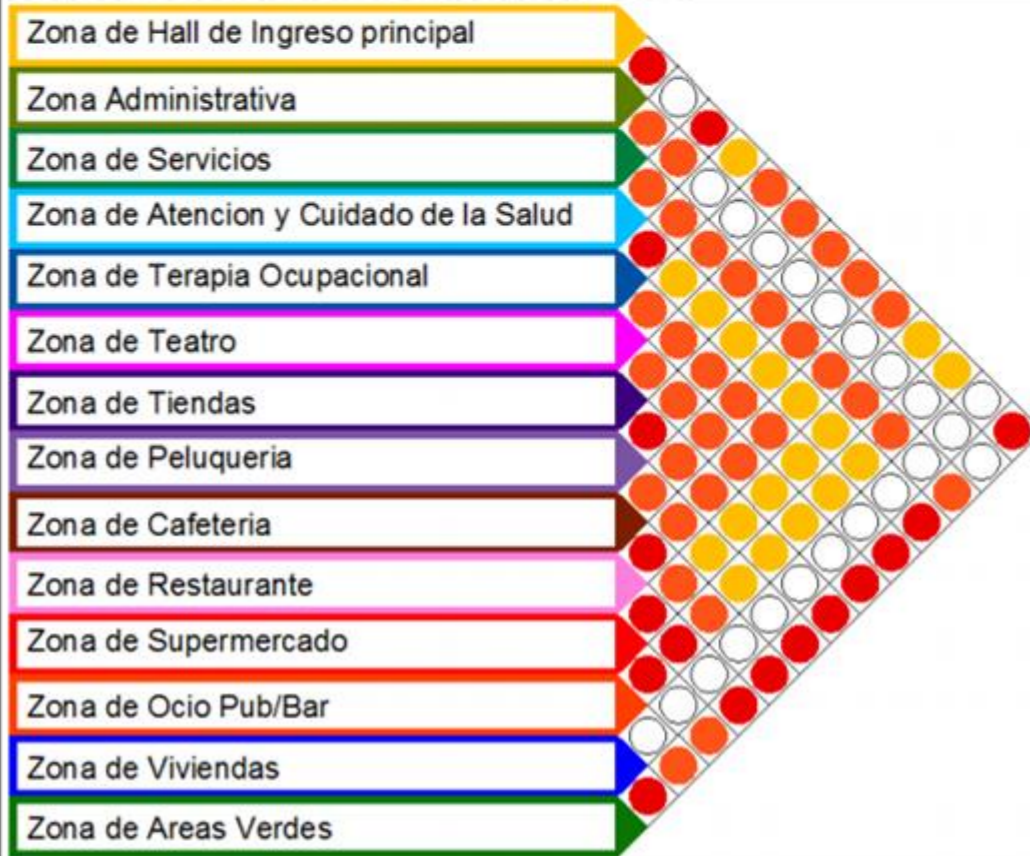 Zona de Hall de Ingreso principal
Zona Administrativa
Zona de Servicios
Zona de Atencion y Cuidado de la Salud
Zona de Terapia Ocupacional
Zona de Teatro
Zona de Tiendas
Zona de Peluqueria
Zona de Cafeteria
Zona de Restaurante
Zona de Supermercado
Zona de Ocio Pub/Bar
Zona de Viviendas
Zona de Areas Verdes